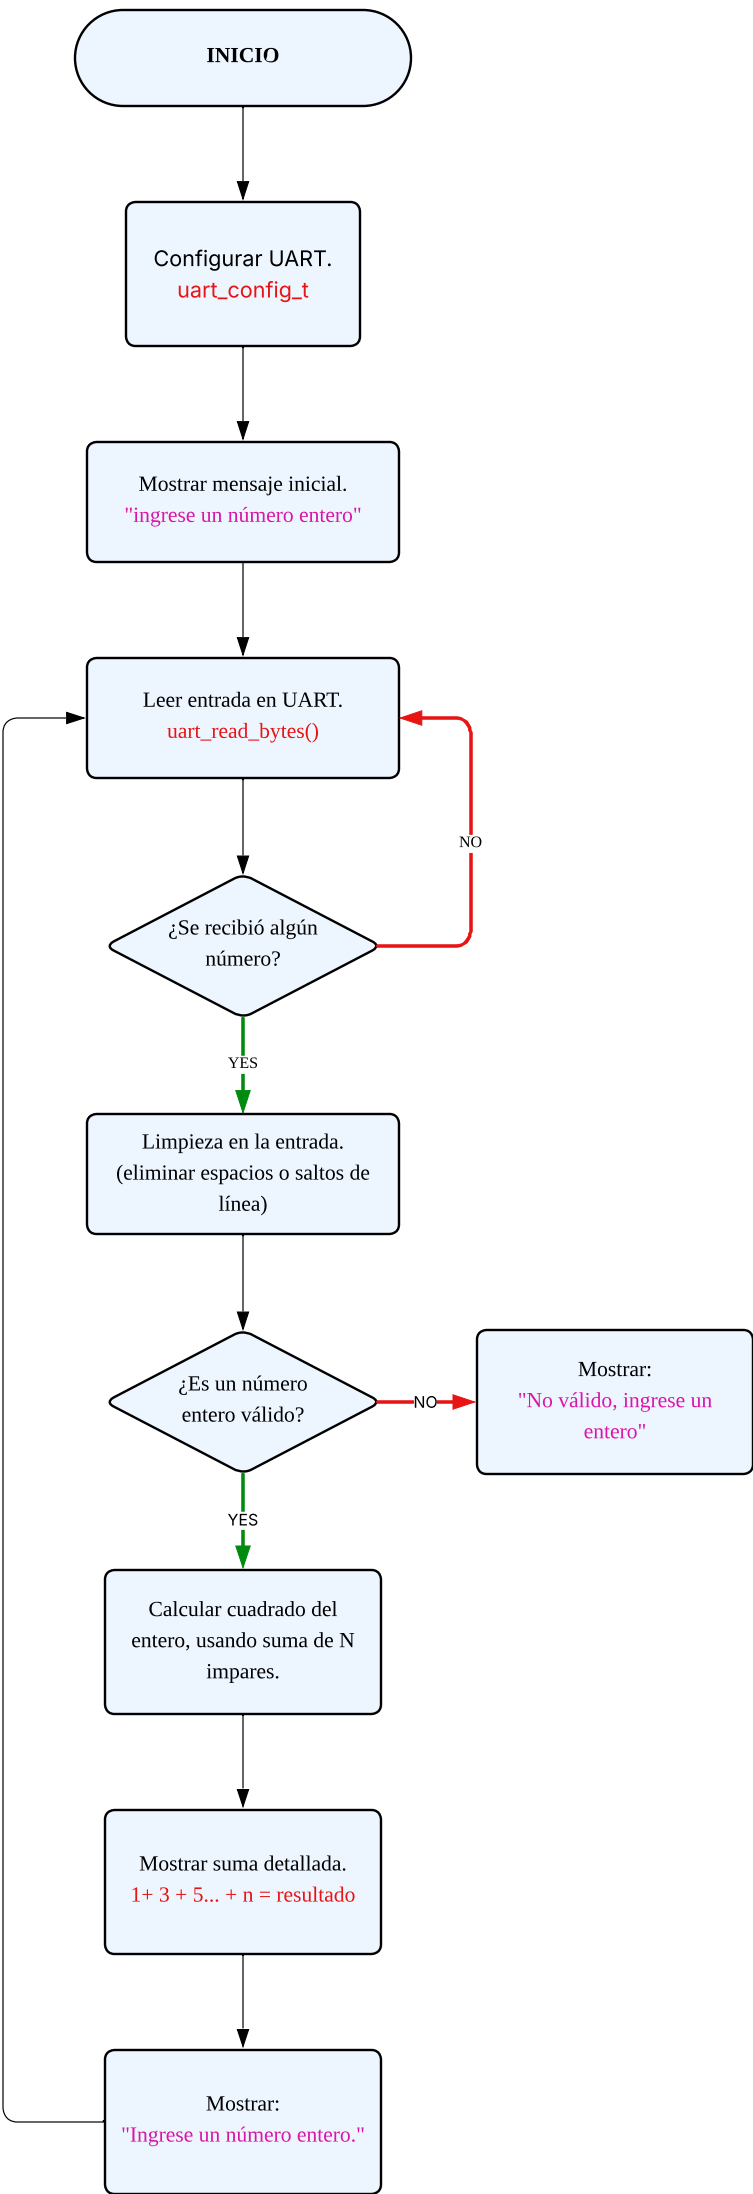 INICIO
Configurar UART.
uart_config_t
Mostrar mensaje inicial.
"ingrese un número entero"
Leer entrada en UART.
uart_read_bytes()
NO
¿Se recibió algún
número?
YES
Limpieza en la entrada.
(eliminar espacios o saltos de
línea)
¿Es un número
entero válido?
NO
Mostrar:
"No válido, ingrese un
entero"
YES
Calcular cuadrado del
entero, usando suma de N
impares.
Mostrar suma detallada.
1+ 3 + 5... + n = resultado
Mostrar:
"Ingrese un número entero."